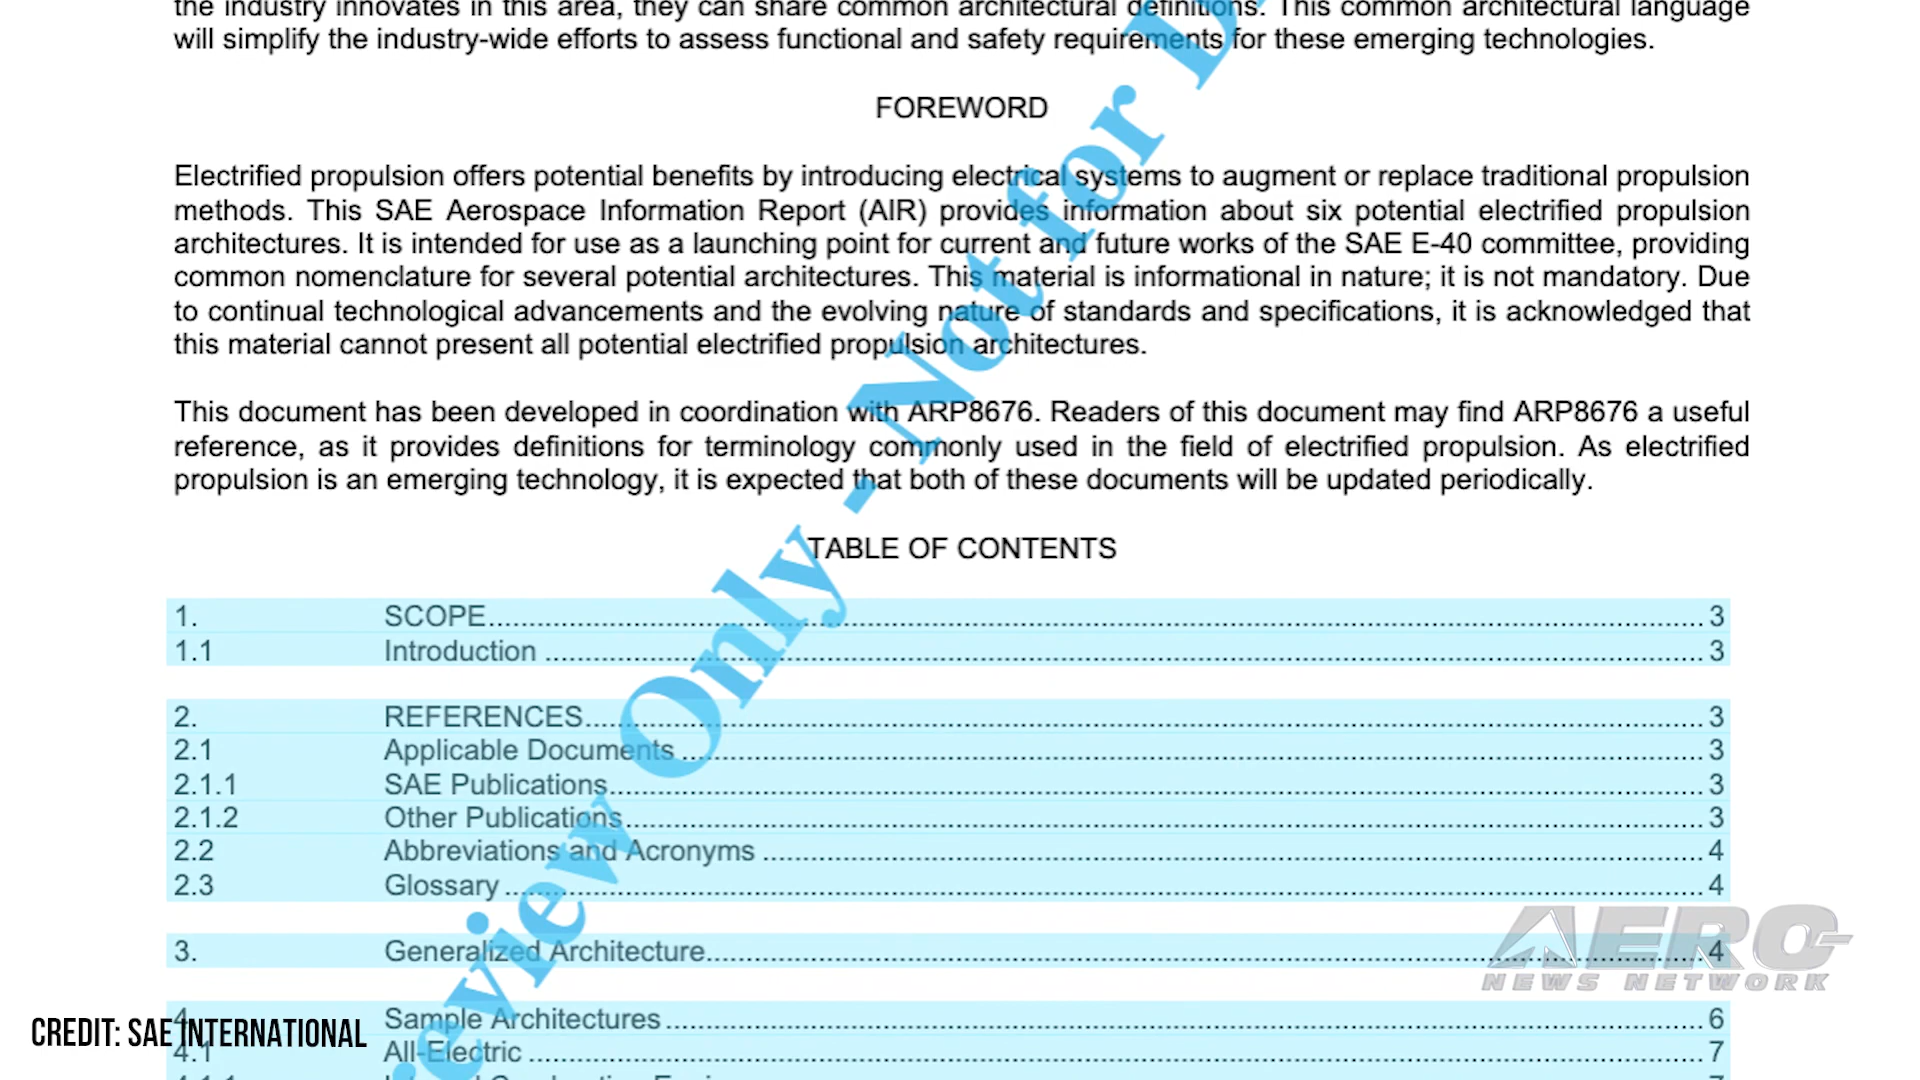 the industry innovates in this area, they can share common architectural definitions. This common architectural language
will simplify the industry-wide efforts to assess functional and safety requirements for these emerging technologies.
FOREWORD
Electrified propulsion offers potential benefits by introducing electrical systems to augment or replace traditional propulsion
methods. This SAE Aerospace Information Report (AIR) provides information about six potential electrified propulsion
architectures. It is intended for use as a launching point for current and future works of the SAE E-40 committee, providing
common nomenclature for several potential architectures. This material is informational in nature; it is not mandatory. Due
to continual technological advancements and the evolving nature of standards and specifications, it is acknowledged that
this material cannot present all potential electrified propulsion architectures.
This document has been developed in coordination with ARP8676. Readers of this document may find ARP8676 a useful
reference, as it provides definitions for terminology commonly used in the field of electrified propulsion. As electrified
propulsion is an emerging technology, it is expected that both of these documents will be updated periodically.
TABLE OF CONTENTS
1. SCOPE 3
1.1 Introduction 3
2. REFERENCES 3
2.1 Applicable Documents 3
2.1.1 SAE Publications 3
2.1.2 Other Publications 3
2.2 Abbreviations and Acronyms 4
2.3 Glossary 4
3. Generalized Architecture 4
4. Sample Architectures 6
4.1 All-Electric 7
eview Only - Not for D
AERO
NEWS NETWORK
CREDIT: SAE INTERNATIONAL